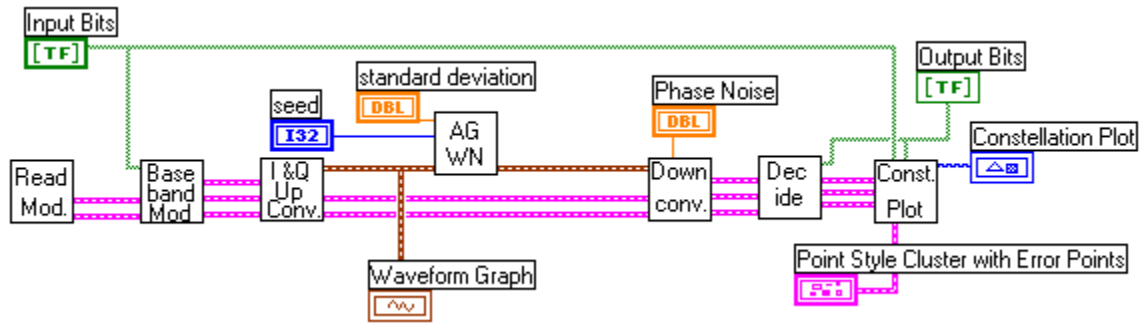 Input Bits
[TF]
standard deviation
DBL
seed
I32
AG
WN
Phase Noise
DBL
Output Bits
[TF]
Constellation Plot
Read
Mod.
Base
band
Mod
I &Q
Up
Conv.
Down
conv.
Dec
ide
Const.
Plot
Waveform Graph
Point Style Cluster with Error Points